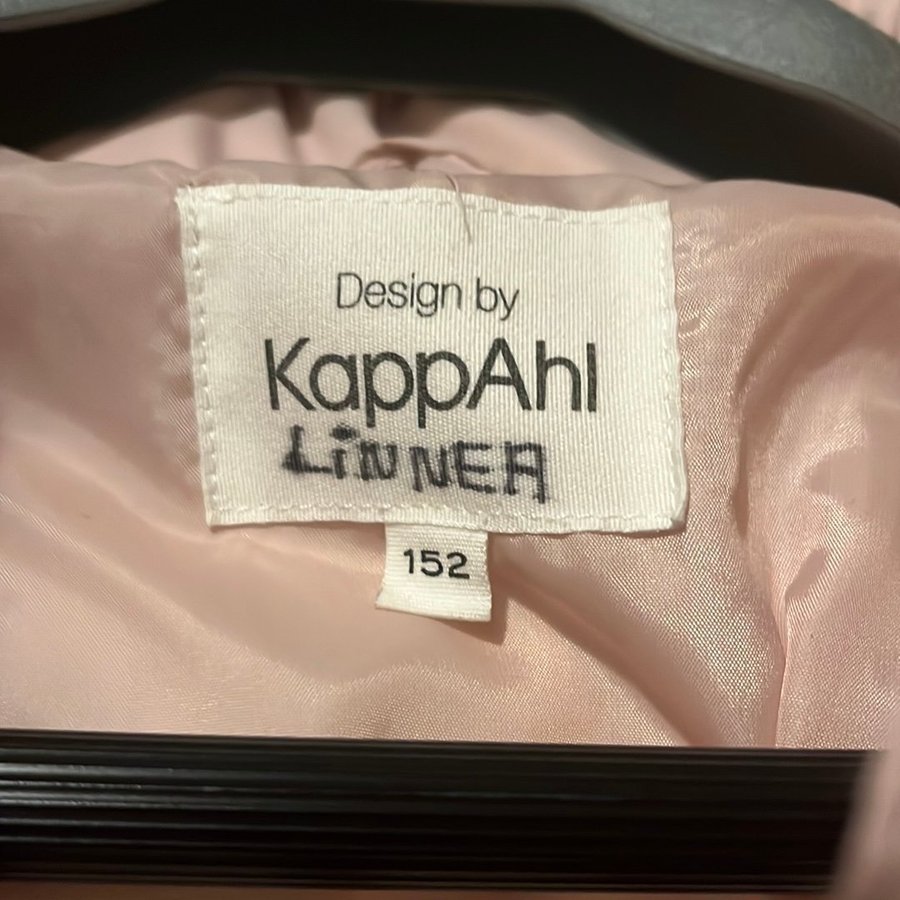 Design by
KappAhl
LiNNEA
152